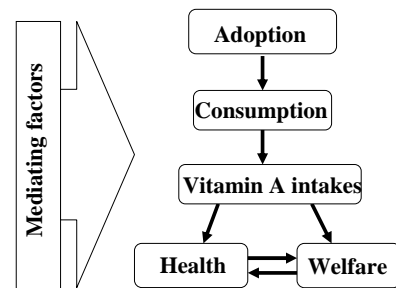 Mediating factors
Adoption
Consumption
Vitamin A intakes
Health
Welfare